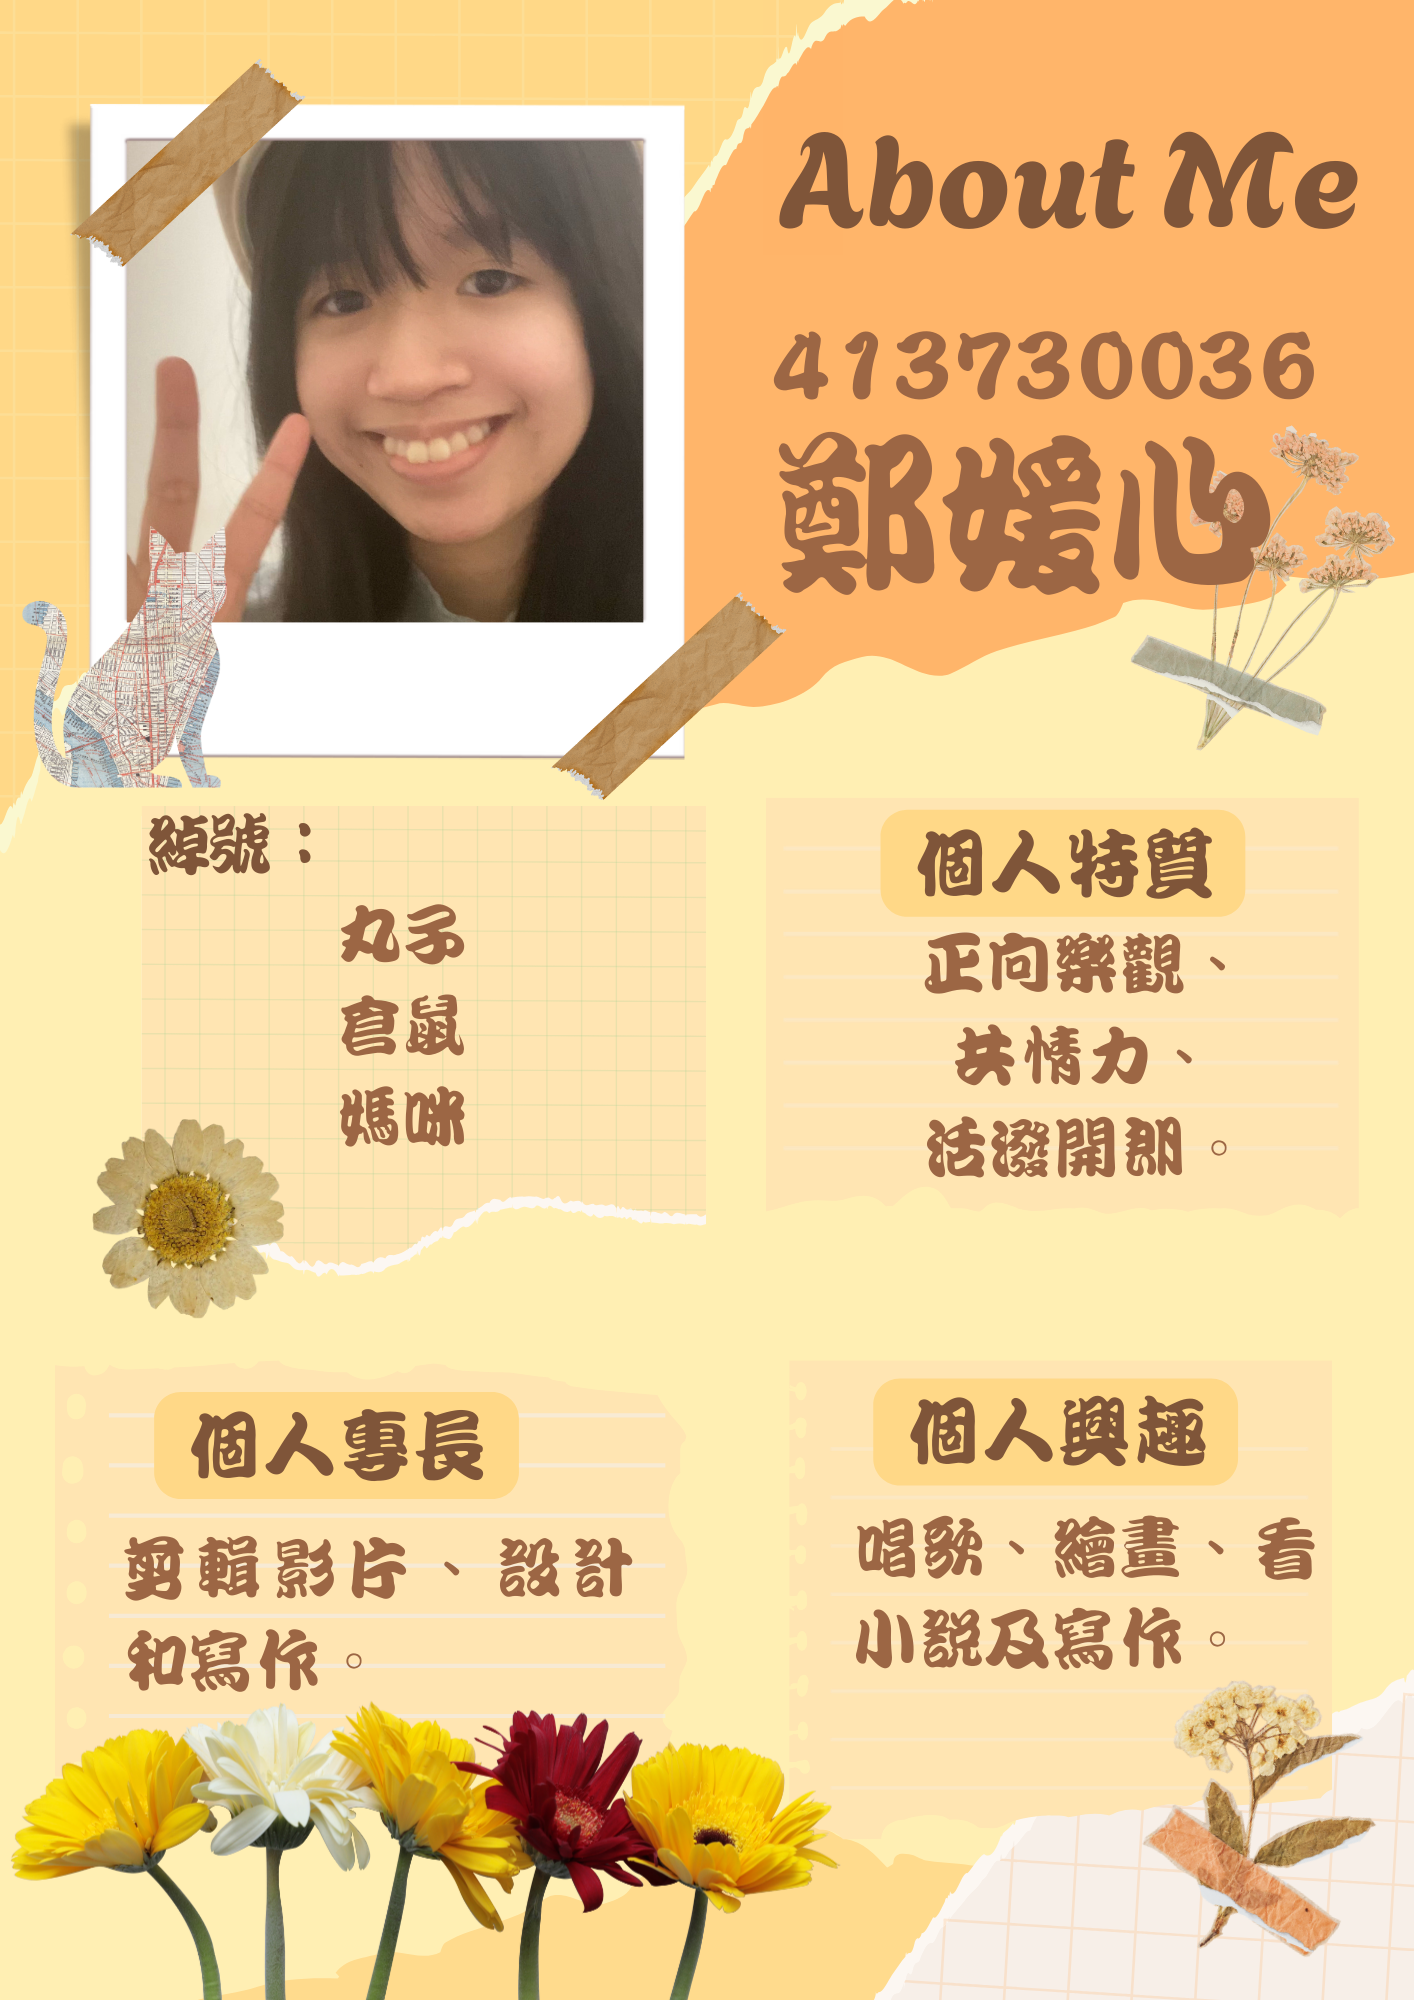 About Me
413730036
鄭媛心
綽號：
丸子
倉鼠
媽咪
個人特質
正向樂觀、
共情力、
活潑開朗。
個人專長
剪輯影片、設計
和寫作。
個人興趣
唱歌、繪畫、看
小說及寫作。